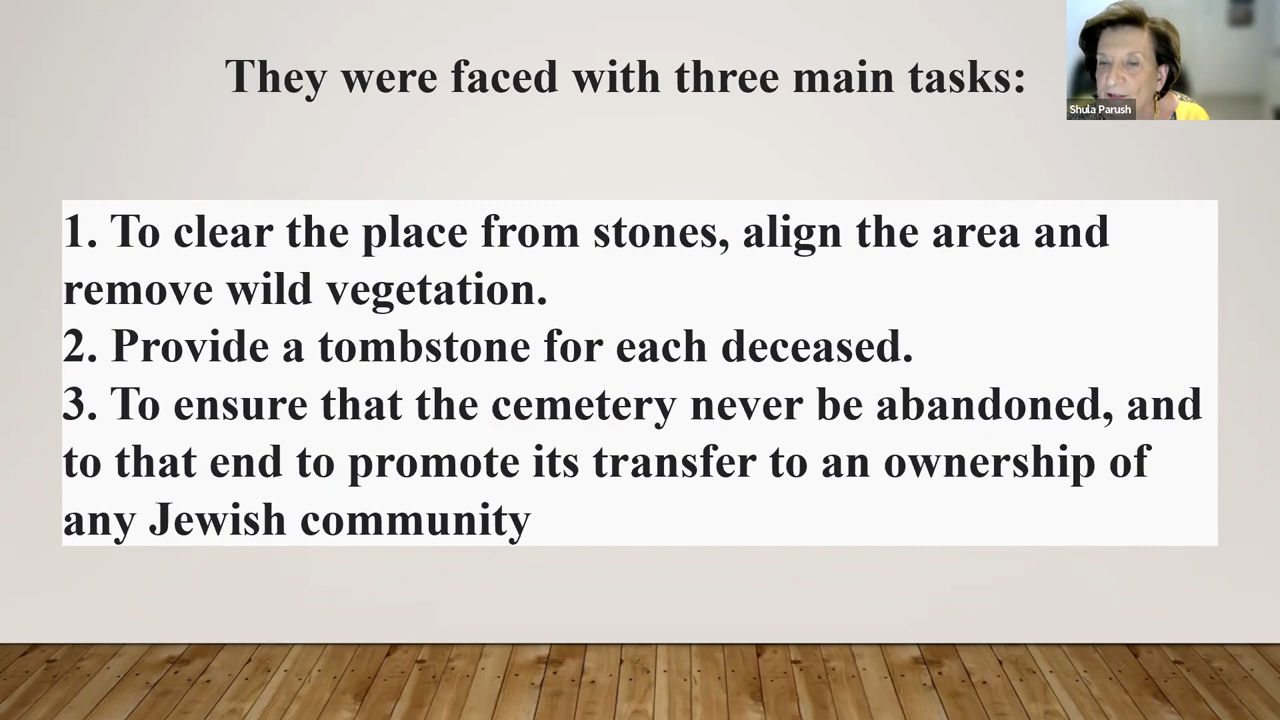 They were faced with three main tasks:
Shula Parush
1. To clear the place from stones, align the area and
remove wild vegetation.
2. Provide a tombstone for each deceased.
3. To ensure that the cemetery never be abandoned, and
to that end to promote its transfer to an ownership of
any Jewish community